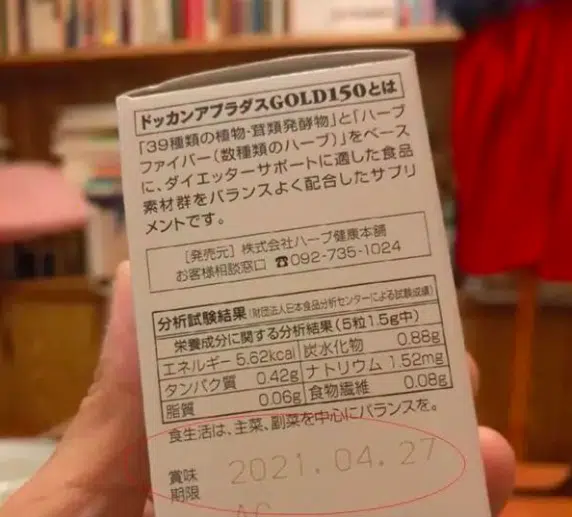 ドッカンアブラダスGOLD150とは
「39種類の植物・茸類発酵物」と「ハーブ
ファイバー(数種類のハーブ)」をベース
に、ダイエッターサポートに適した食品
素材群をバランスよく配合したサプリ
メントです。
[発売元] 株式会社ハーブ健康本舗
お客様相談窓口 ☎092-735-1024
分析試験結果(財団法人日本食品分析センターによる試験成績)
栄養成分に関する分析結果(5粒1.5g中)
エネルギー 5.62kcal 炭水化物 0.88g
タンパク質 0.42g ナトリウム 1.52mg
脂質 0.06g 食物繊維 0.08g
食生活は、主菜、副菜を中心にバランスを。
賞味
期限 2021.04.27